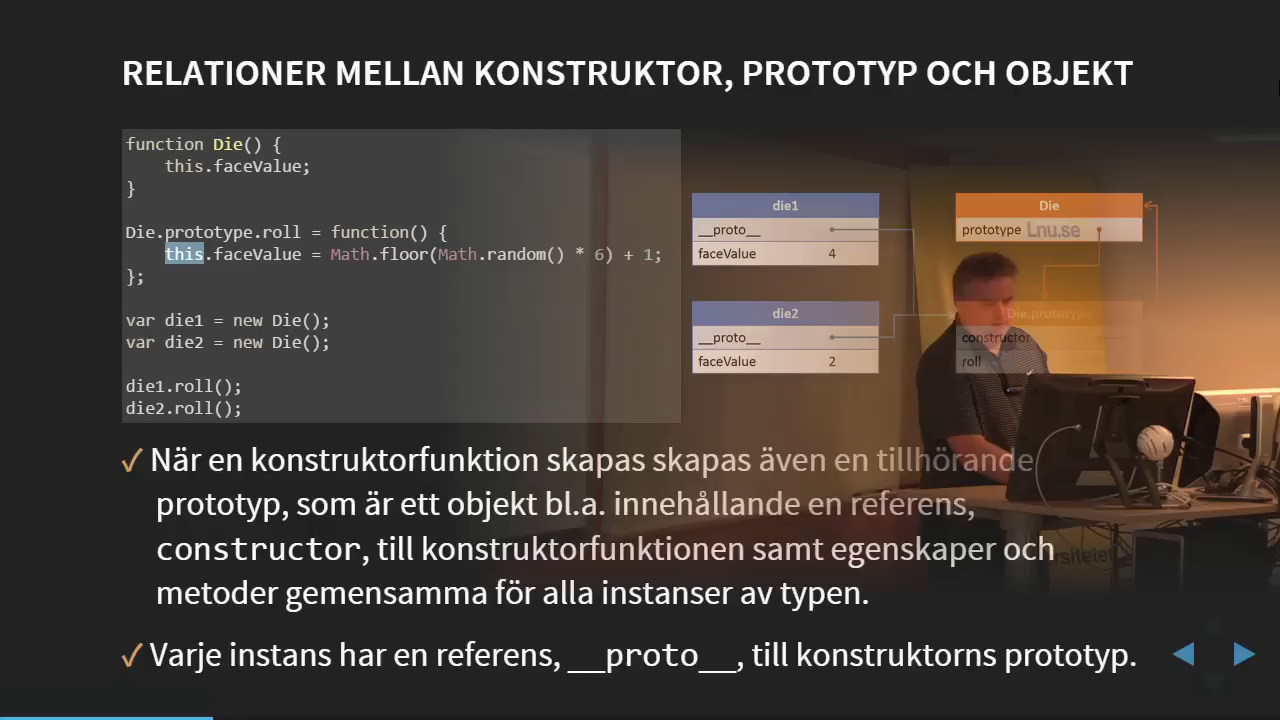 RELATIONER MELLAN KONSTRUKTOR, PROTOTYP OCH OBJEKT
function Die() {
    this.faceValue;
}
Die.prototype.roll = function() {
    this.faceValue = Math.floor(Math.random() * 6) + 1;
};
var die1 = new Die();
var die2 = new Die();
die1.roll();
die2.roll();
die1
__proto__
faceValue 4
die2
__proto__
faceValue 2
Die
prototype
Lnu.se
Die.prototype
constructor
roll
✓ När en konstruktorfunktion skapas skapas även en tillhörande
prototyp, som är ett objekt bl.a. innehållande en referens,
constructor, till konstruktorfunktionen samt egenskaper och
metoder gemensamma för alla instanser av typen.
✓ Varje instans har en referens, __proto__, till konstruktorns prototyp.